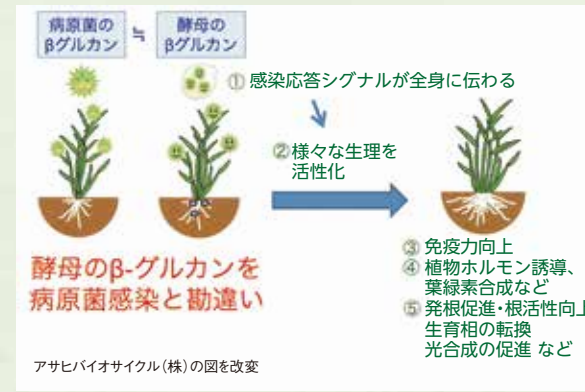 病原菌の
βグルカン
≒
酵母の
βグルカン
① 感染応答シグナルが全身に伝わる
② 様々な生理を
活性化
酵母のβ-グルカンを
病原菌感染と勘違い
③ 免疫力向上
④ 植物ホルモン誘導、
葉緑素合成など
⑤ 発根促進・根活性向上
生育相の転換
光合成の促進 など
アサヒバイオサイクル(株)の図を改変